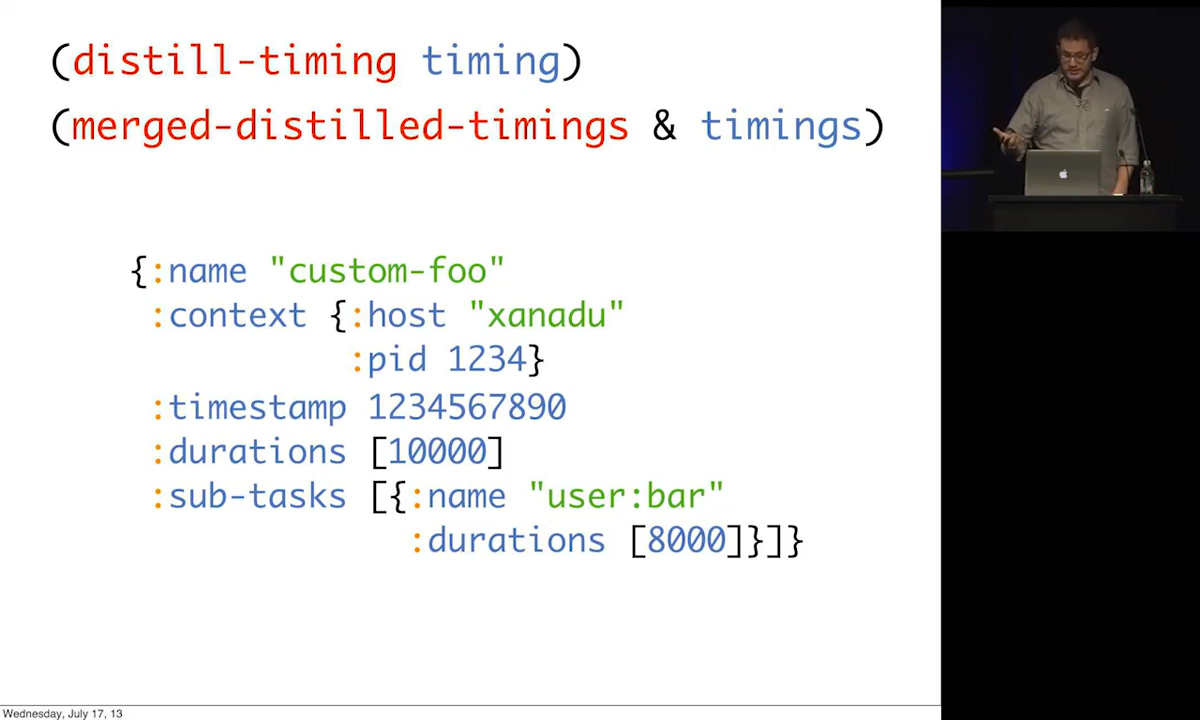 (distill-timing timing)
(merged-distilled-timings & timings)
{:name "custom-foo"
:context {:host "xanadu"
:pid 1234}
:timestamp 1234567890
:durations [10000]
:sub-tasks [{:name "user:bar"
:durations [8000]}]}
Wednesday, July 17, 13